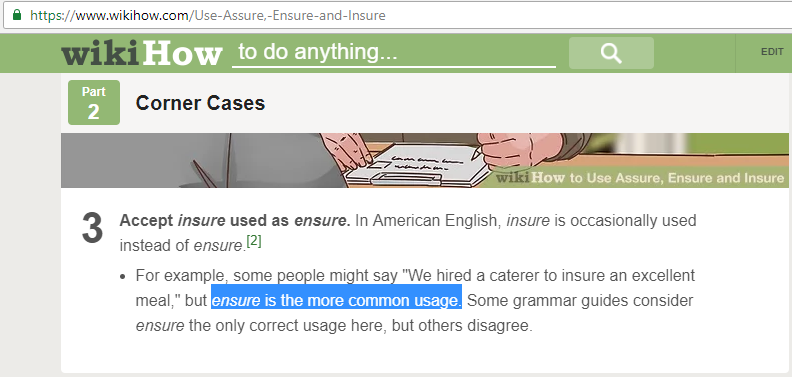 https://www.wikihow.com/Use-Assure,-Ensure-and-Insure
wikiHow to do anything... EDIT
Part
2
Corner Cases
wikiHow to Use Assure, Ensure and Insure
3 Accept insure used as ensure. In American English, insure is occasionally used
instead of ensure.[2]
• For example, some people might say "We hired a caterer to insure an excellent
meal," but ensure is the more common usage. Some grammar guides consider
ensure the only correct usage here, but others disagree.